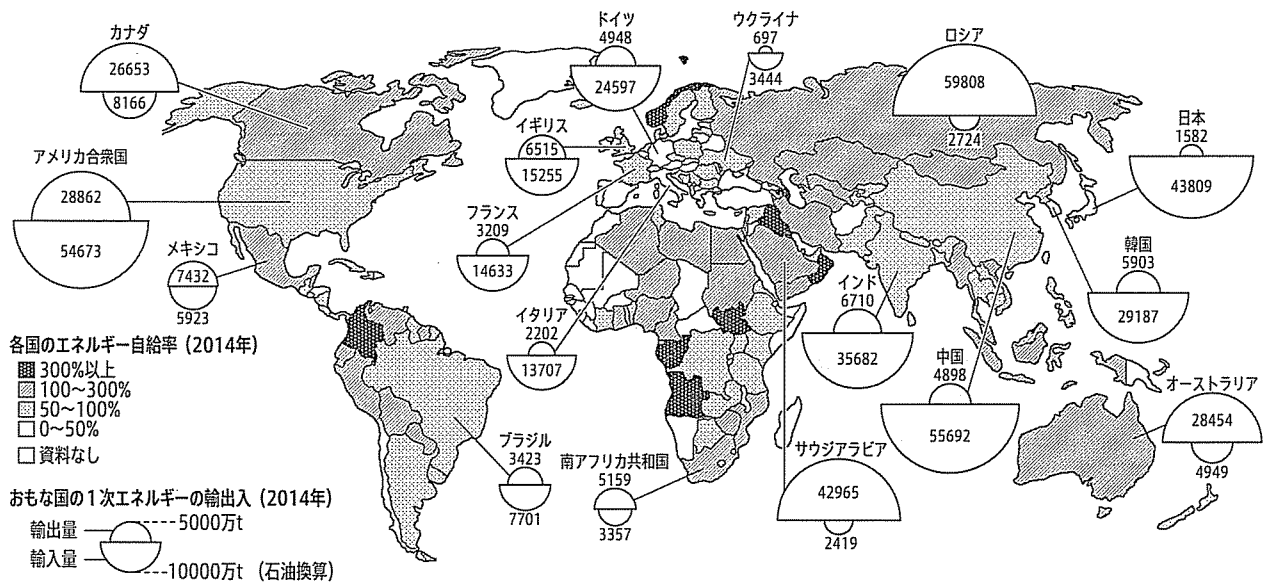 カナダ
26653
8166
アメリカ合衆国
28862
54673
メキシコ
7432
5923
ドイツ
4948
24597
ウクライナ
697
3444
イギリス
6515
15255
フランス
3209
14633
イタリア
2202
13707
ロシア
59808
2724
日本
1582
43809
韓国
5903
29187
インド
6710
35682
中国
4898
55692
オーストラリア
28454
4949
サウジアラビア
42965
2419
南アフリカ共和国
5159
3357
ブラジル
3423
7701
各国のエネルギー自給率（2014年）
300%以上
100～300%
50～100%
0～50%
資料なし
おもな国の1次エネルギーの輸出入（2014年）
輸出量 5000万t
輸入量 10000万t （石油換算）